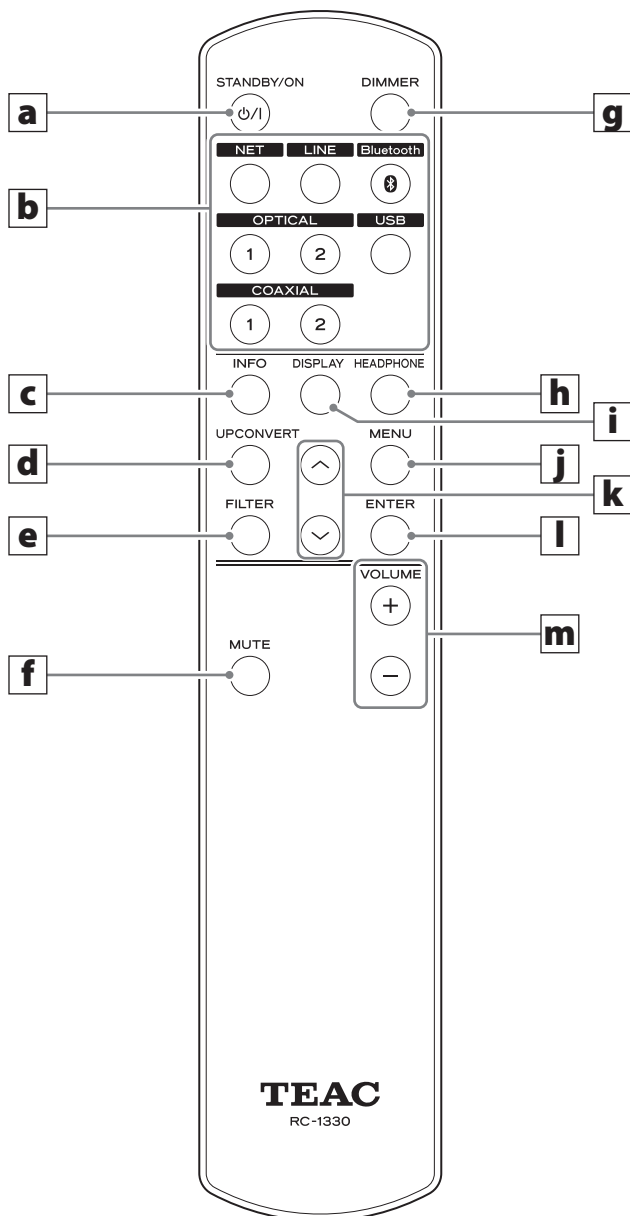 STANDBY/ON DIMMER
a g
NET LINE Bluetooth
b
OPTICAL USB
1 2
COAXIAL
1 2
INFO DISPLAY HEADPHONE
c h
i
UPCONVERT MENU
d j
k
FILTER ENTER
e l
VOLUME
+
m
MUTE
f −
TEAC
RC-1330